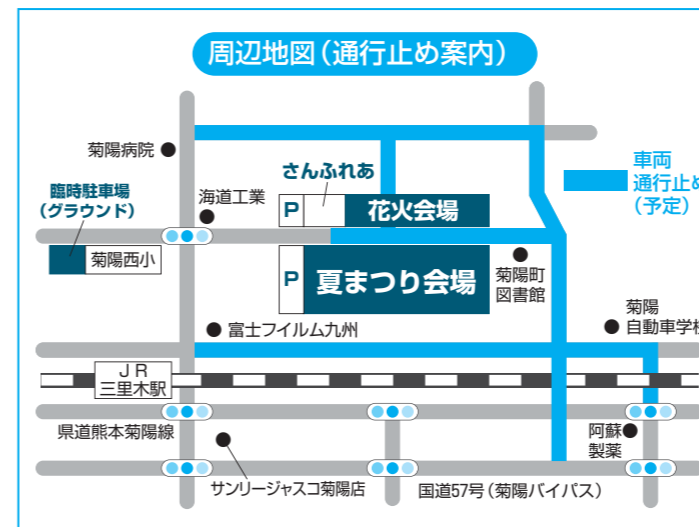 周辺地図（通行止め案内）
菊陽病院
さんふれあ
車両
通行止め
（予定）
臨時駐車場
（グラウンド）
海道工業
P
花火会場
菊陽西小
P
夏まつり会場
菊陽町
図書館
菊陽
自動車学校
富士フイルム九州
JR
三里木駅
県道熊本菊陽線
阿蘇
製薬
サンリージャスコ菊陽店
国道57号（菊陽バイパス）